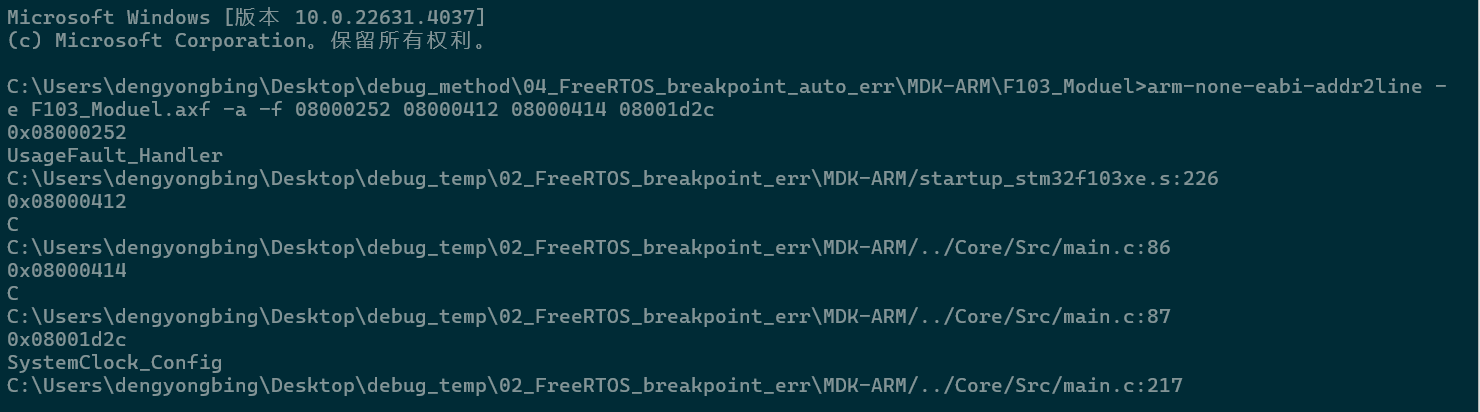 Microsoft Windows [版本 10.0.22631.4037]
(c) Microsoft Corporation。保留所有权利。
C:\Users\dengyongbing\Desktop\debug_method\04_FreeRTOS_breakpoint_auto_err\MDK-ARM\F103_Moduel>arm-none-eabi-addr2line -
e F103_Moduel.axf -a -f 08000252 08000412 08000414 08001d2c
0x08000252
UsageFault_Handler
C:\Users\dengyongbing\Desktop\debug_temp\02_FreeRTOS_breakpoint_err\MDK-ARM/startup_stm32f103xe.s:226
0x08000412
C
C:\Users\dengyongbing\Desktop\debug_temp\02_FreeRTOS_breakpoint_err\MDK-ARM/../Core/Src/main.c:86
0x08000414
C
C:\Users\dengyongbing\Desktop\debug_temp\02_FreeRTOS_breakpoint_err\MDK-ARM/../Core/Src/main.c:87
0x08001d2c
SystemClock_Config
C:\Users\dengyongbing\Desktop\debug_temp\02_FreeRTOS_breakpoint_err\MDK-ARM/../Core/Src/main.c:217